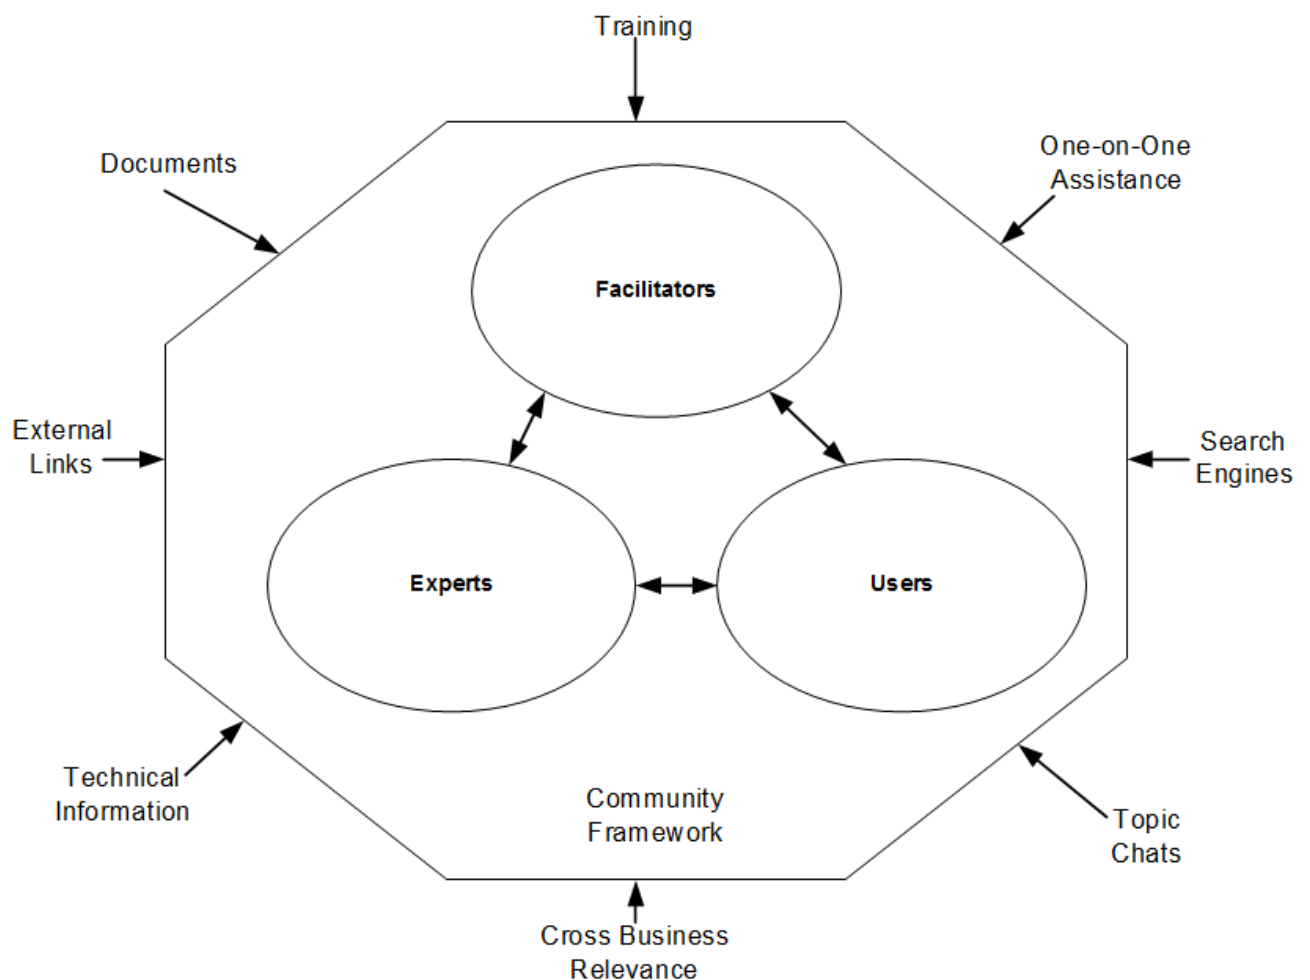 Training
Documents
One-on-One
Assistance
Facilitators
External
Links
Search
Engines
Experts
Users
Technical
Information
Community
Framework
Topic
Chats
Cross Business
Relevance